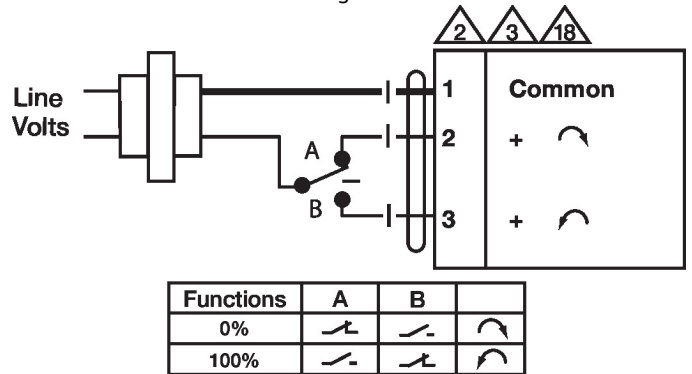 2 3 18
Line
Volts
1 Common
A
2 +
B
3 +
Functions A B
0%
100%